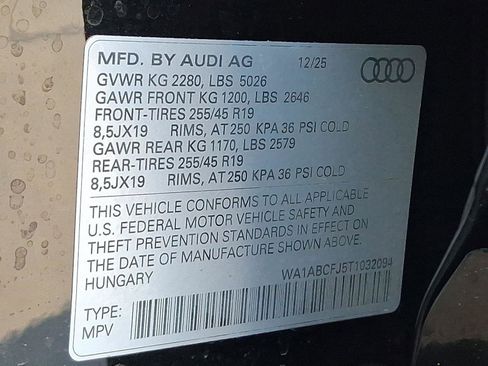 MFD. BY AUDI AG 12/25
GVWR KG 2280, LBS 5026
GAWR FRONT KG 1200, LBS 2646
FRONT-TIRES 255/45 R19
8,5JX19 RIMS, AT 250 KPA 36 PSI COLD
GAWR REAR KG 1170, LBS 2579
REAR-TIRES 255/45 R19
8,5JX19 RIMS, AT 250 KPA 36 PSI COLD
THIS VEHICLE CONFORMS TO ALL APPLICABLE
U.S. FEDERAL MOTOR VEHICLE SAFETY AND
THEFT PREVENTION STANDARDS IN EFFECT ON
THE DATE OF MANUFACTURE SHOWN ABOVE.
HUNGARY WA1ABCFJ5T1032094
TYPE:
MPV